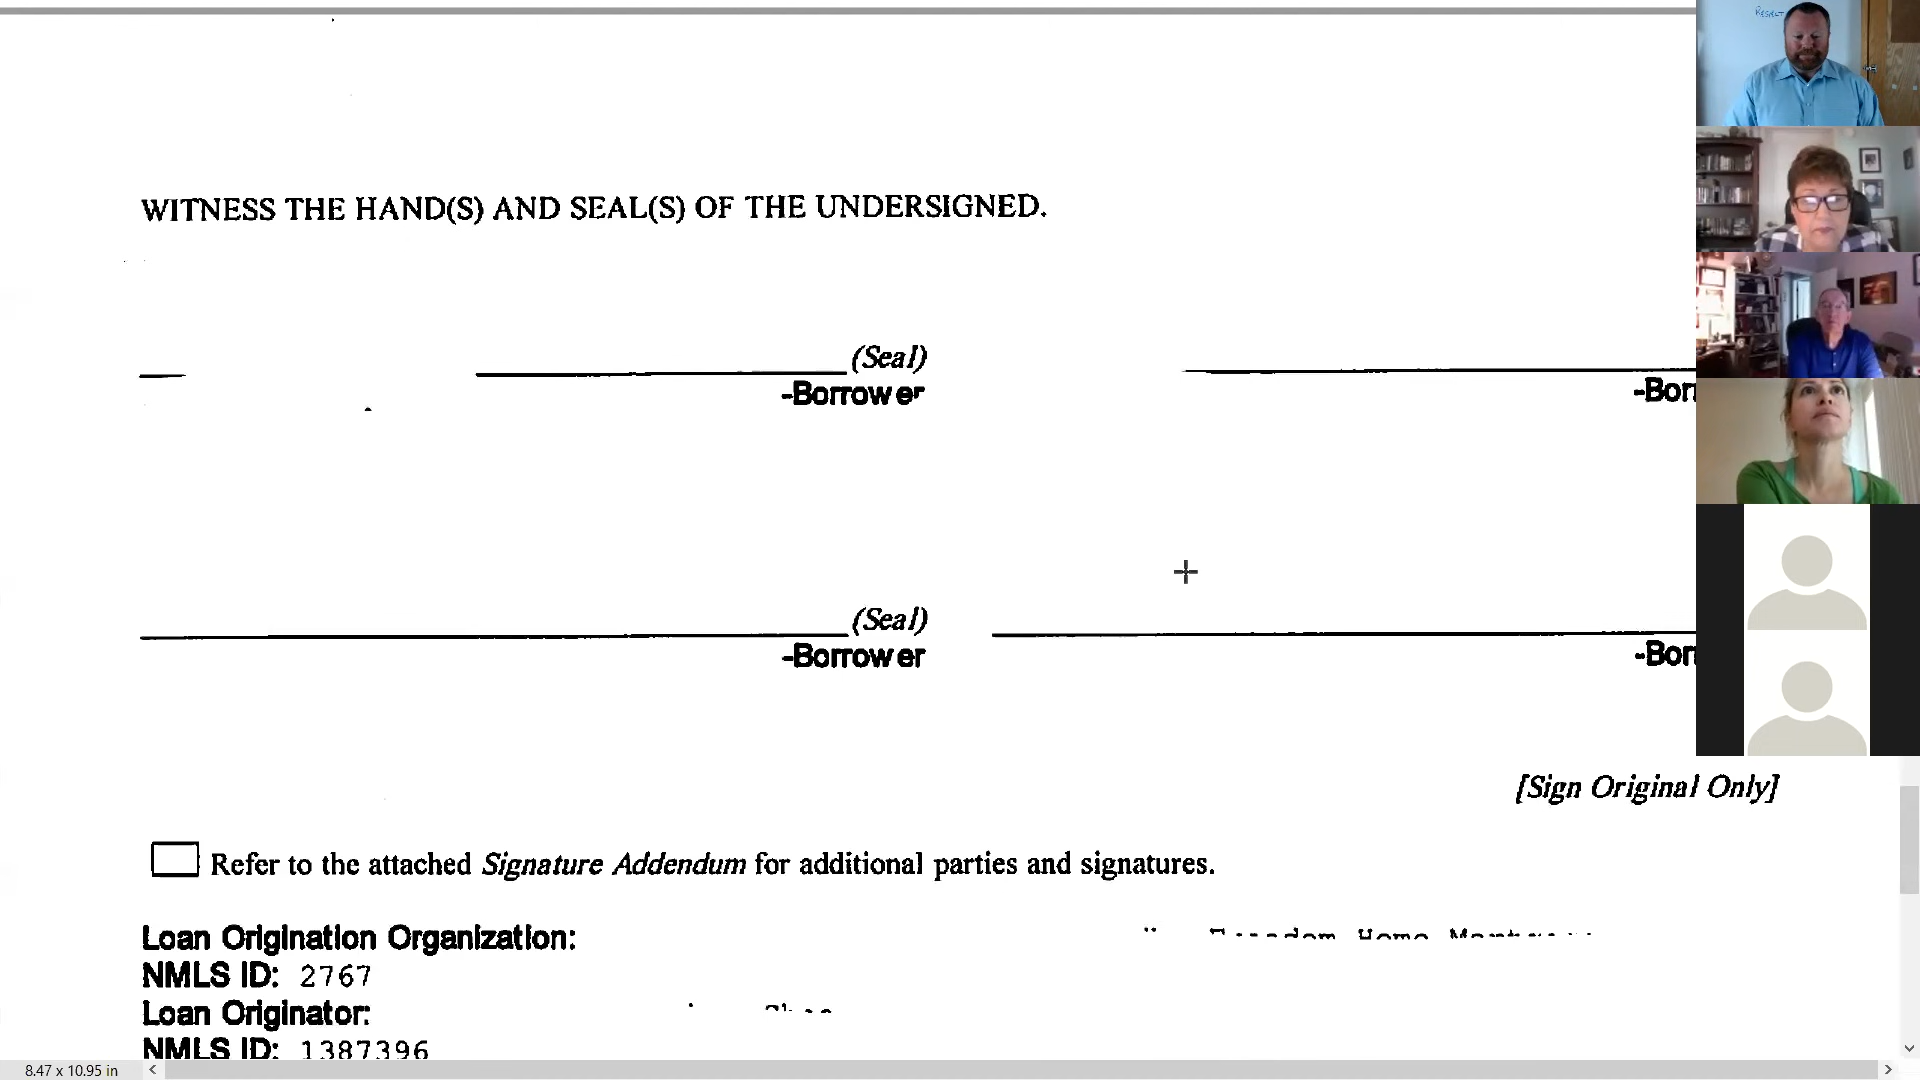 WITNESS THE HAND(S) AND SEAL(S) OF THE UNDERSIGNED.
(Seal)
-Borrower
-Bor
(Seal)
-Borrower
-Bor
[Sign Original Only]
Refer to the attached Signature Addendum for additional parties and signatures.
Loan Origination Organization:
NMLS ID: 2767
Loan Originator:
NMLS ID: 1387396
8.47 x 10.95 in